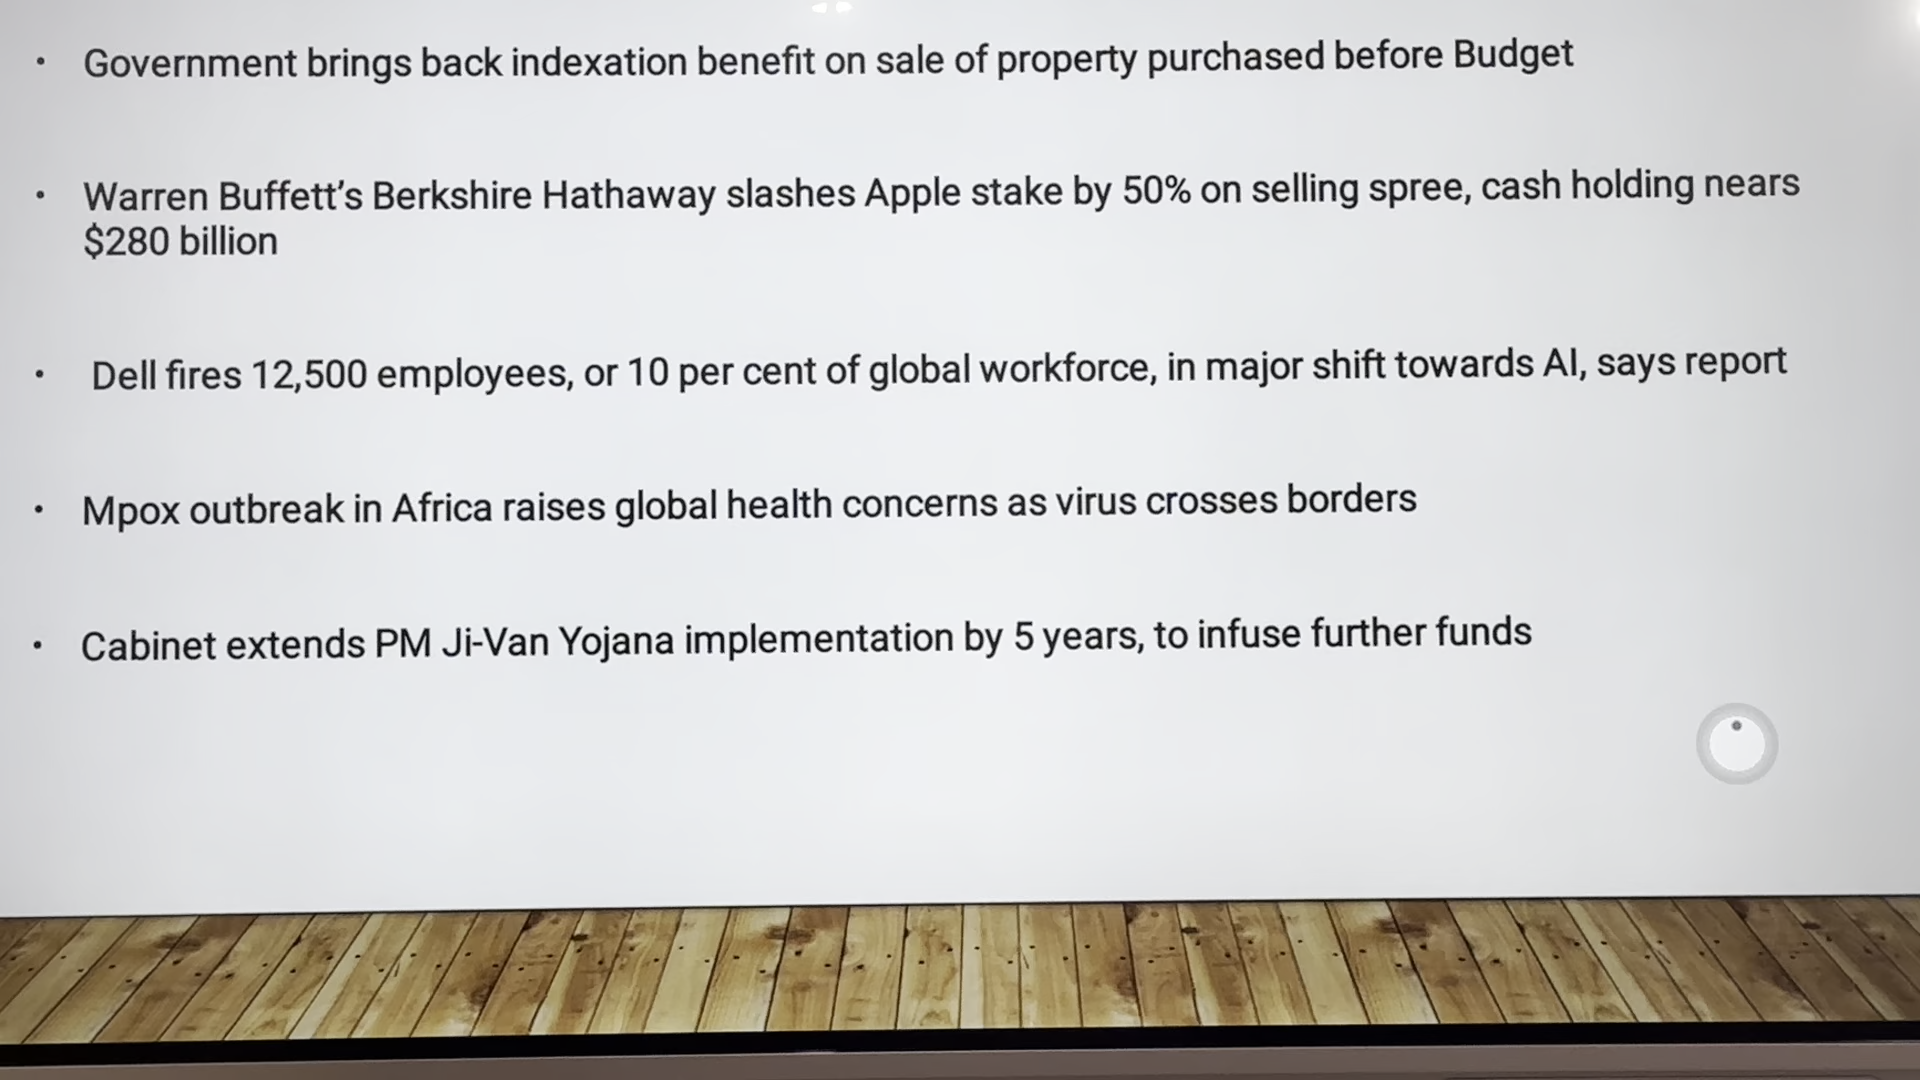 • Government brings back indexation benefit on sale of property purchased before Budget
• Warren Buffett's Berkshire Hathaway slashes Apple stake by 50% on selling spree, cash holding nears
$280 billion
• Dell fires 12,500 employees, or 10 per cent of global workforce, in major shift towards AI, says report
• Mpox outbreak in Africa raises global health concerns as virus crosses borders
• Cabinet extends PM Ji-Van Yojana implementation by 5 years, to infuse further funds